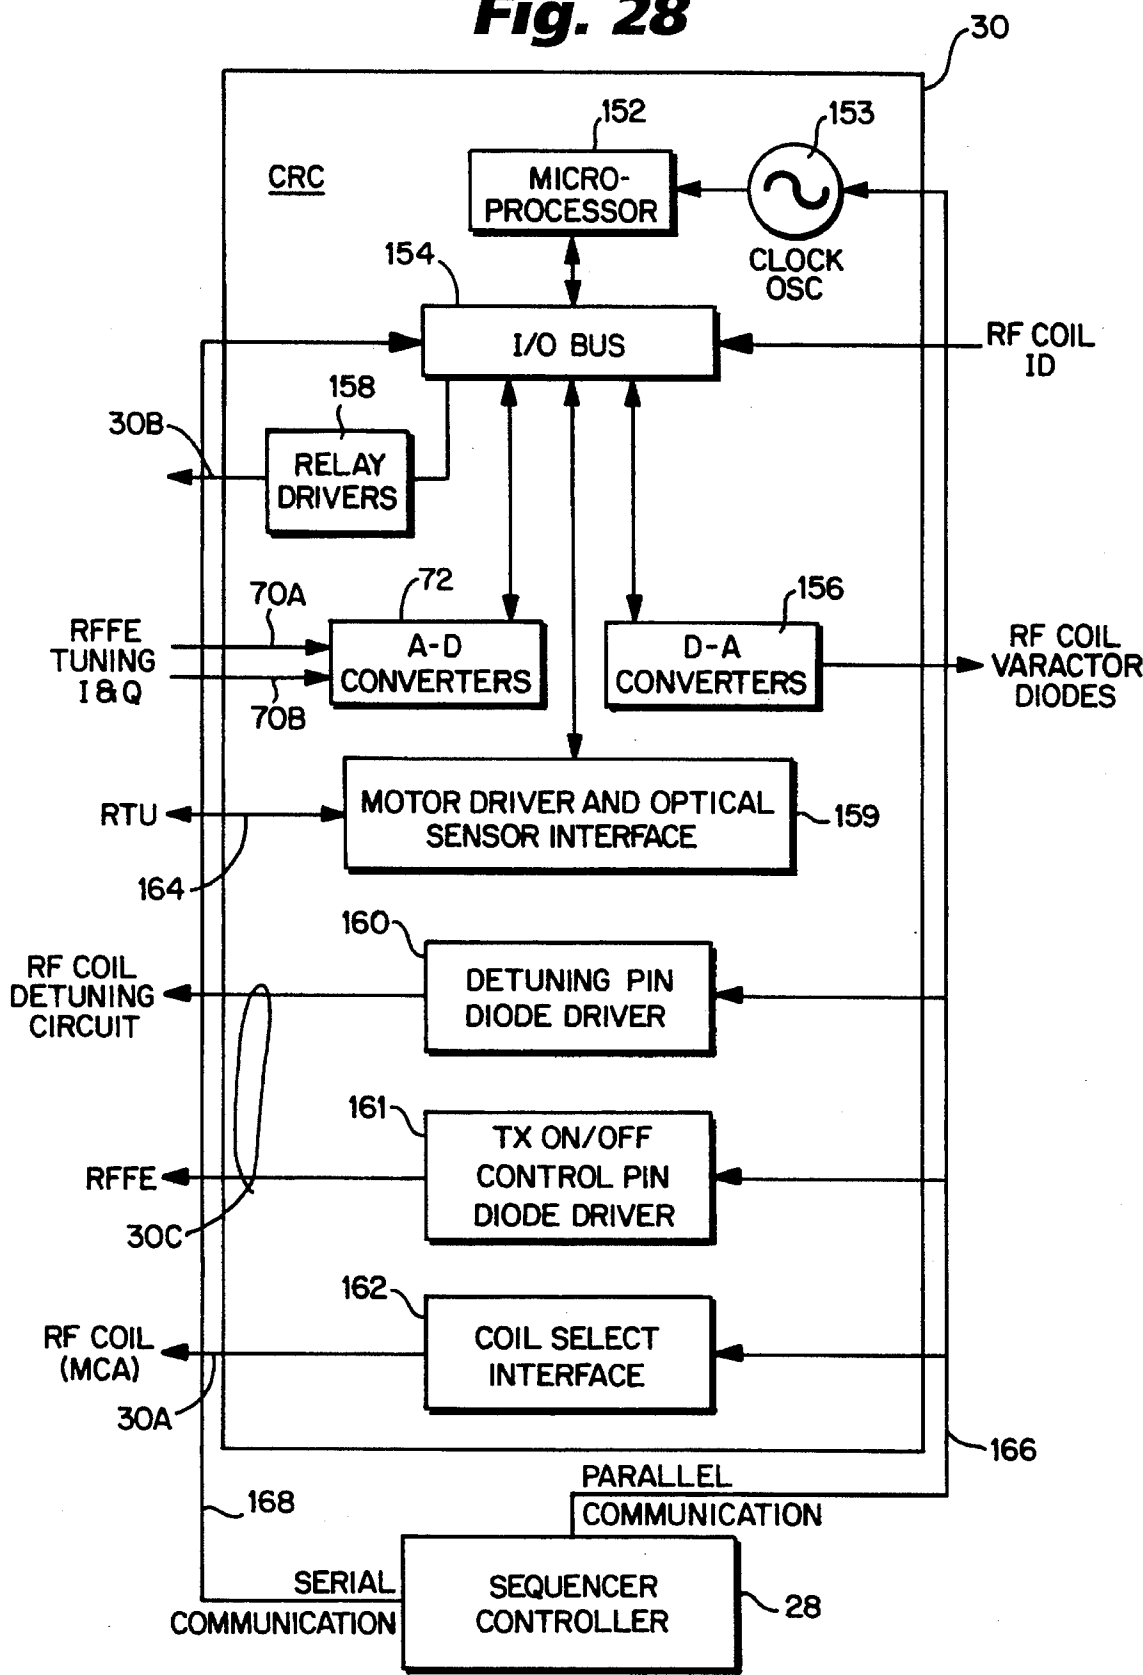 Fig. 28
30
152
153
CRC
MICRO-
PROCESSOR
CLOCK
OSC
154
I/O BUS
RF COIL
ID
158
30B
RELAY
DRIVERS
72
156
70A
RFFE
TUNING
I&Q
A-D
CONVERTERS
D-A
CONVERTERS
RF COIL
VARACTOR
DIODES
70B
RTU
MOTOR DRIVER AND OPTICAL
SENSOR INTERFACE
159
164
160
RF COIL
DETUNING
CIRCUIT
DETUNING PIN
DIODE DRIVER
161
RFFE
TX ON/OFF
CONTROL PIN
DIODE DRIVER
30C
162
RF COIL
(MCA)
COIL SELECT
INTERFACE
30A
166
PARALLEL
COMMUNICATION
168
SERIAL
COMMUNICATION
SEQUENCER
CONTROLLER
28